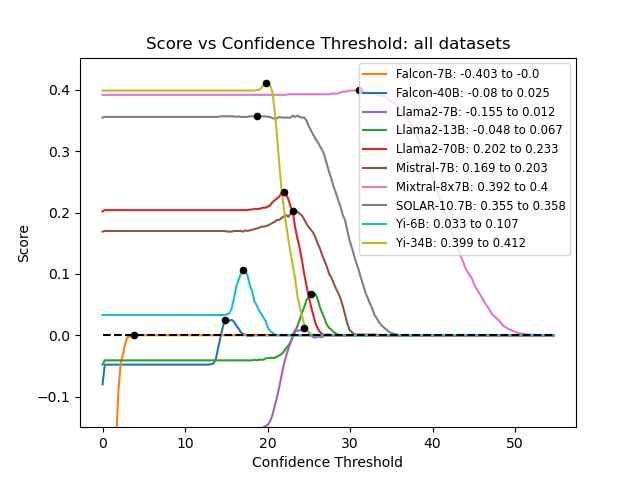 Score vs Confidence Threshold: all datasets
Falcon-7B: -0.403 to -0.0
Falcon-40B: -0.08 to 0.025
Llama2-7B: -0.155 to 0.012
Llama2-13B: -0.048 to 0.067
Llama2-70B: 0.202 to 0.233
Mistral-7B: 0.169 to 0.203
Mixtral-8x7B: 0.392 to 0.4
SOLAR-10.7B: 0.355 to 0.358
Yi-6B: 0.033 to 0.107
Yi-34B: 0.399 to 0.412
0.4
0.3
0.2
0.1
0.0
−0.1
Score
0 10 20 30 40 50
Confidence Threshold